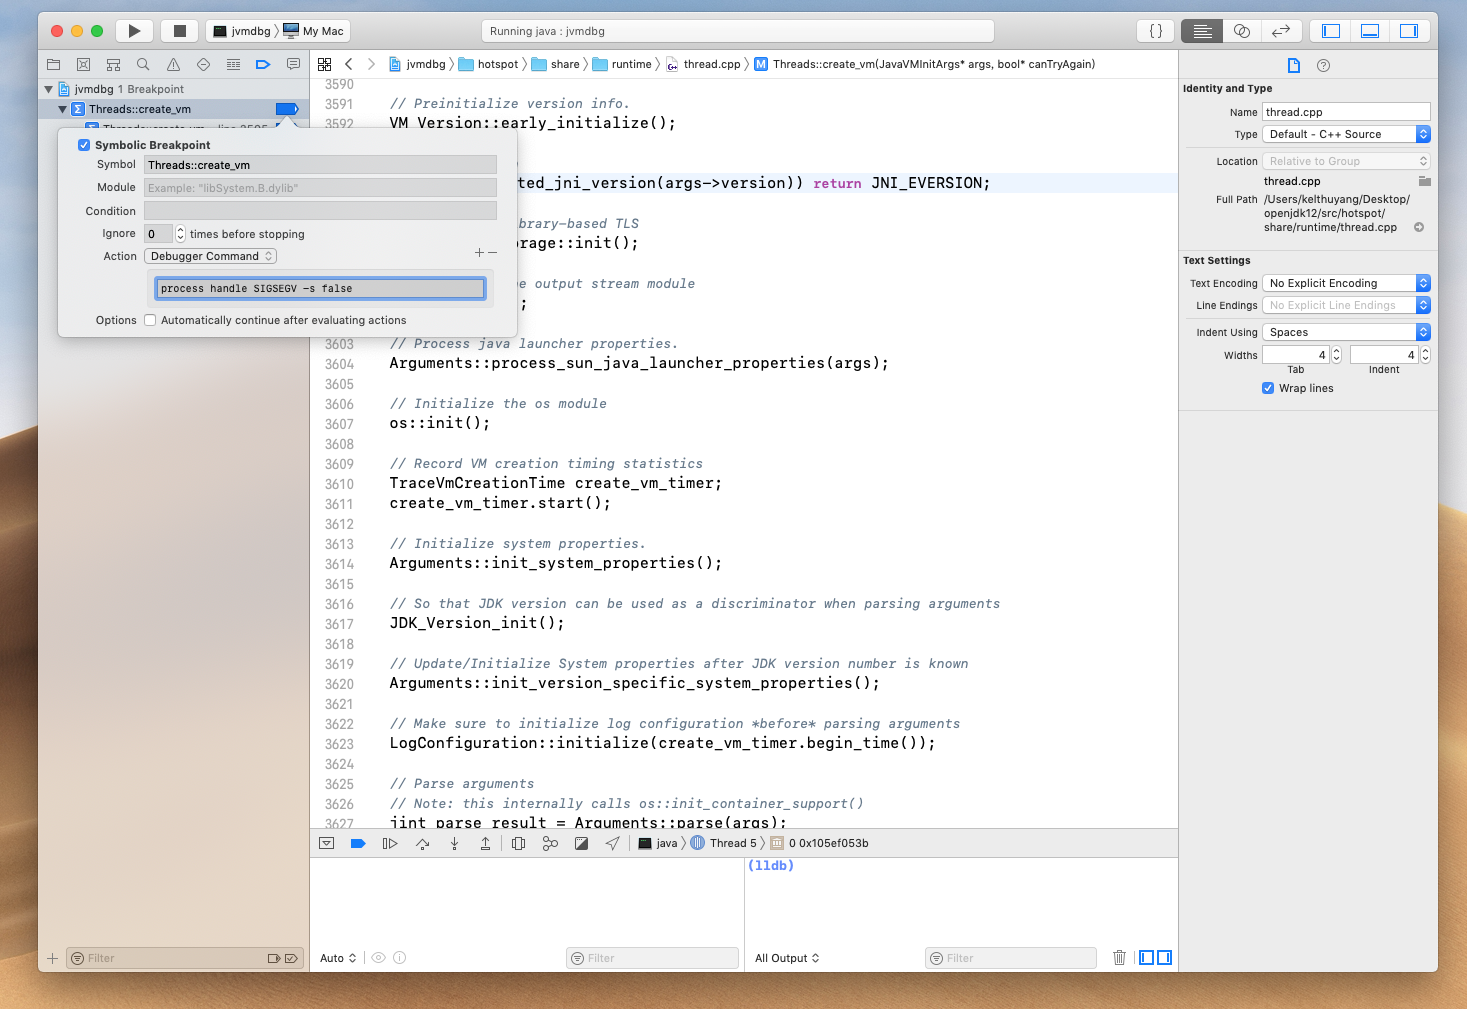 jvmdbg
My Mac
Running java : jvmdbg
{ }
jvmdbg 1 Breakpoint
Threads::create_vm
jvmdbg
hotspot
share
runtime
thread.cpp
M
Threads::create_vm(JavaVMInitArgs* args, bool* canTryAgain)
Symbolic Breakpoint
Symbol Threads::create_vm
Module Example: "libSystem.B.dylib"
Condition
Ignore 0 times before stopping
Action Debugger Command
process handle SIGSEGV -s false
Options Automatically continue after evaluating actions
3590
3591 // Preinitialize version info.
3592 VM_Version::early_initialize();
ted_jni_version(args->version)) return JNI_EVERSION;
brary-based TLS
rage::init();
e output stream module
;
3603 // Process java launcher properties.
3604 Arguments::process_sun_java_launcher_properties(args);
3605
3606 // Initialize the os module
3607 os::init();
3608
3609 // Record VM creation timing statistics
3610 TraceVmCreationTime create_vm_timer;
3611 create_vm_timer.start();
3612
3613 // Initialize system properties.
3614 Arguments::init_system_properties();
3615
3616 // So that JDK version can be used as a discriminator when parsing arguments
3617 JDK_Version_init();
3618
3619 // Update/Initialize System properties after JDK version number is known
3620 Arguments::init_version_specific_system_properties();
3621
3622 // Make sure to initialize log configuration *before* parsing arguments
3623 LogConfiguration::initialize(create_vm_timer.begin_time());
3624
3625 // Parse arguments
3626 // Note: this internally calls os::init_container_support()
3627 jint parse_result = Arguments::parse(args);
java
Thread 5
0 0x105ef053b
(lldb)
Filter
Auto
Filter
All Output
Filter
Identity and Type
Name thread.cpp
Type Default - C++ Source
Location Relative to Group
thread.cpp
Full Path /Users/kelthuyang/Desktop/
openjdk12/src/hotspot/
share/runtime/thread.cpp
Text Settings
Text Encoding No Explicit Encoding
Line Endings No Explicit Line Endings
Indent Using Spaces
Widths 4 4
Tab Indent
Wrap lines